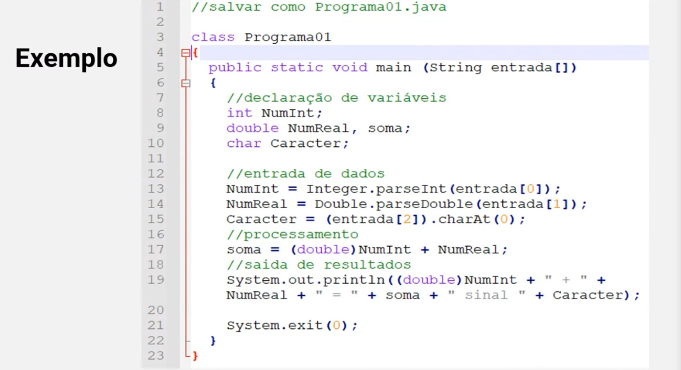 Exemplo
1 //salvar como Programa01.java
2
3 class Programa01
4 {
5 public static void main (String entrada[])
6 {
7 //declaração de variáveis
8 int NumInt;
9 double NumReal, soma;
10 char Caracter;
11
12 //entrada de dados
13 NumInt = Integer.parseInt(entrada[0]);
14 NumReal = Double.parseDouble(entrada[1]);
15 Caracter = (entrada[2]).charAt(0);
16 //processamento
17 soma = (double)NumInt + NumReal;
18 //saida de resultados
19 System.out.println((double)NumInt + " + " +
NumReal + " = " + soma + " sinal " + Caracter);
20
21 System.exit(0);
22 }
23 }